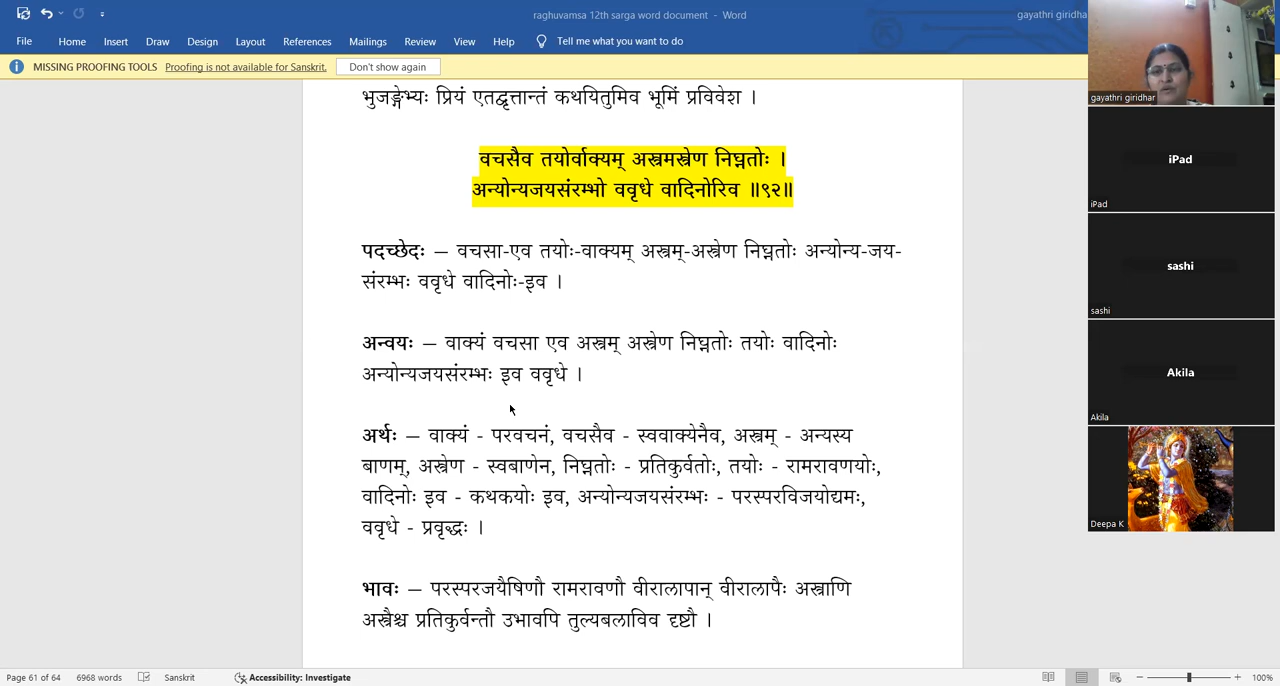 raghuvamsa 12th sarga word document - Word
gayathri giridha
File Home Insert Draw Design Layout References Mailings Review View Help Tell me what you want to do
MISSING PROOFING TOOLS Proofing is not available for Sanskrit. Don't show again
भुजङ्गेभ्यः प्रियं एतद्वृत्तान्तं कथयितुमिव भूमिं प्रविवेश ।
वचसैव तयोर्वाक्यम् अस्त्रमस्त्रेण निघ्नतोः ।
अन्योन्यजयसंरम्भो ववृधे वादिनोरिव ॥९२॥
पदच्छेदः – वचसा-एव तयोः-वाक्यम् अस्त्रम्-अस्त्रेण निघ्नतोः अन्योन्य-जय-
संरम्भः ववृधे वादिनोः-इव ।
अन्वयः – वाक्यं वचसा एव अस्त्रम् अस्त्रेण निघ्नतोः तयोः वादिनोः
अन्योन्यजयसंरम्भः इव ववृधे ।
अर्थः – वाक्यं - परवचनं, वचसैव - स्ववाक्येनैव, अस्त्रम् - अन्यस्य
बाणम्, अस्त्रेण - स्वबाणेन, निघ्नतोः - प्रतिकुर्वतोः, तयोः - रामरावणयोः,
वादिनोः इव - कथकयोः इव, अन्योन्यजयसंरम्भः - परस्परविजयोद्यमः,
ववृधे - प्रवृद्धः ।
भावः – परस्परजयैषिणौ रामरावणौ वीरालापान् वीरालापैः अस्त्राणि
अस्त्रैश्च प्रतिकुर्वन्तौ उभावपि तुल्यबलाविव दृष्टौ ।
gayathri giridhar
iPad
iPad
sashi
sashi
Akila
Akila
Deepa K
Page 61 of 64 6968 words Sanskrit Accessibility: Investigate 100%